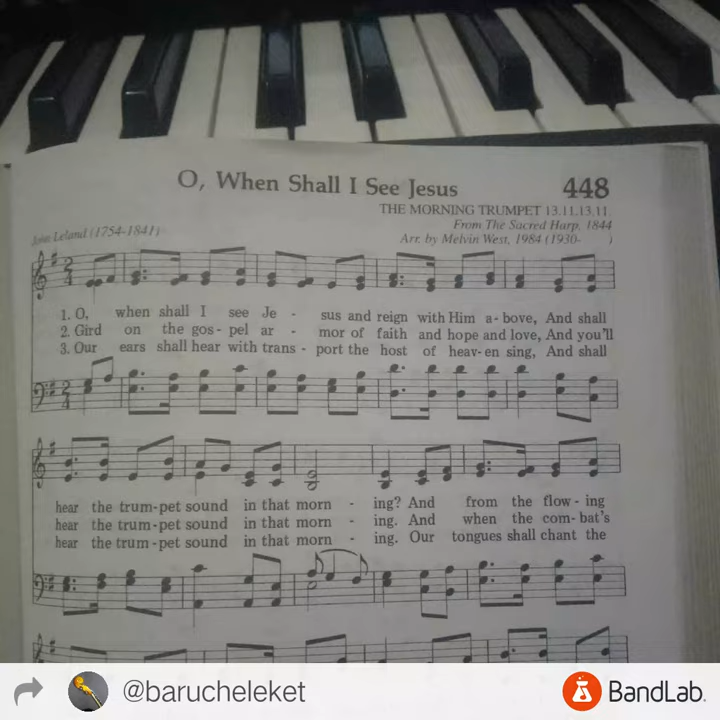 O, When Shall I See Jesus 448
THE MORNING TRUMPET 13.11.13.11.
From The Sacred Harp, 1844
John Leland (1754-1841)
Arr. by Melvin West, 1984 (1930- )
2 4
1. O, when shall I see Je - sus and reign with Him a- bove, And shall
2. Gird on the gos- pel ar - mor of faith and hope and love, And you'll
3. Our ears shall hear with trans - port the host of heav- en sing, And shall
2 4
hear the trum-pet sound in that morn - ing? And from the flow - ing
hear the trum-pet sound in that morn - ing. And when the com- bat's
hear the trum-pet sound in that morn - ing. Our tongues shall chant the
@barucheleket BandLab.